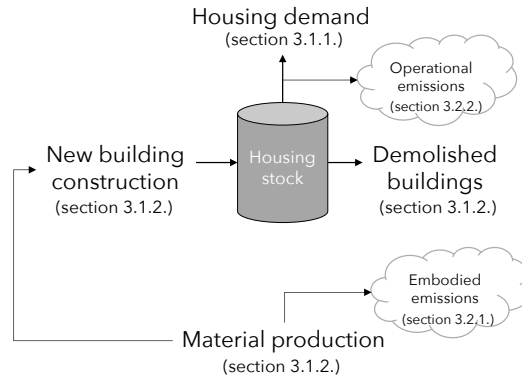 Housing demand
(section 3.1.1.)
Operational
emissions
(section 3.2.2.)
New building
construction
(section 3.1.2.)
Housing
stock
Demolished
buildings
(section 3.1.2.)
Embodied
emissions
(section 3.2.1.)
Material production
(section 3.1.2.)